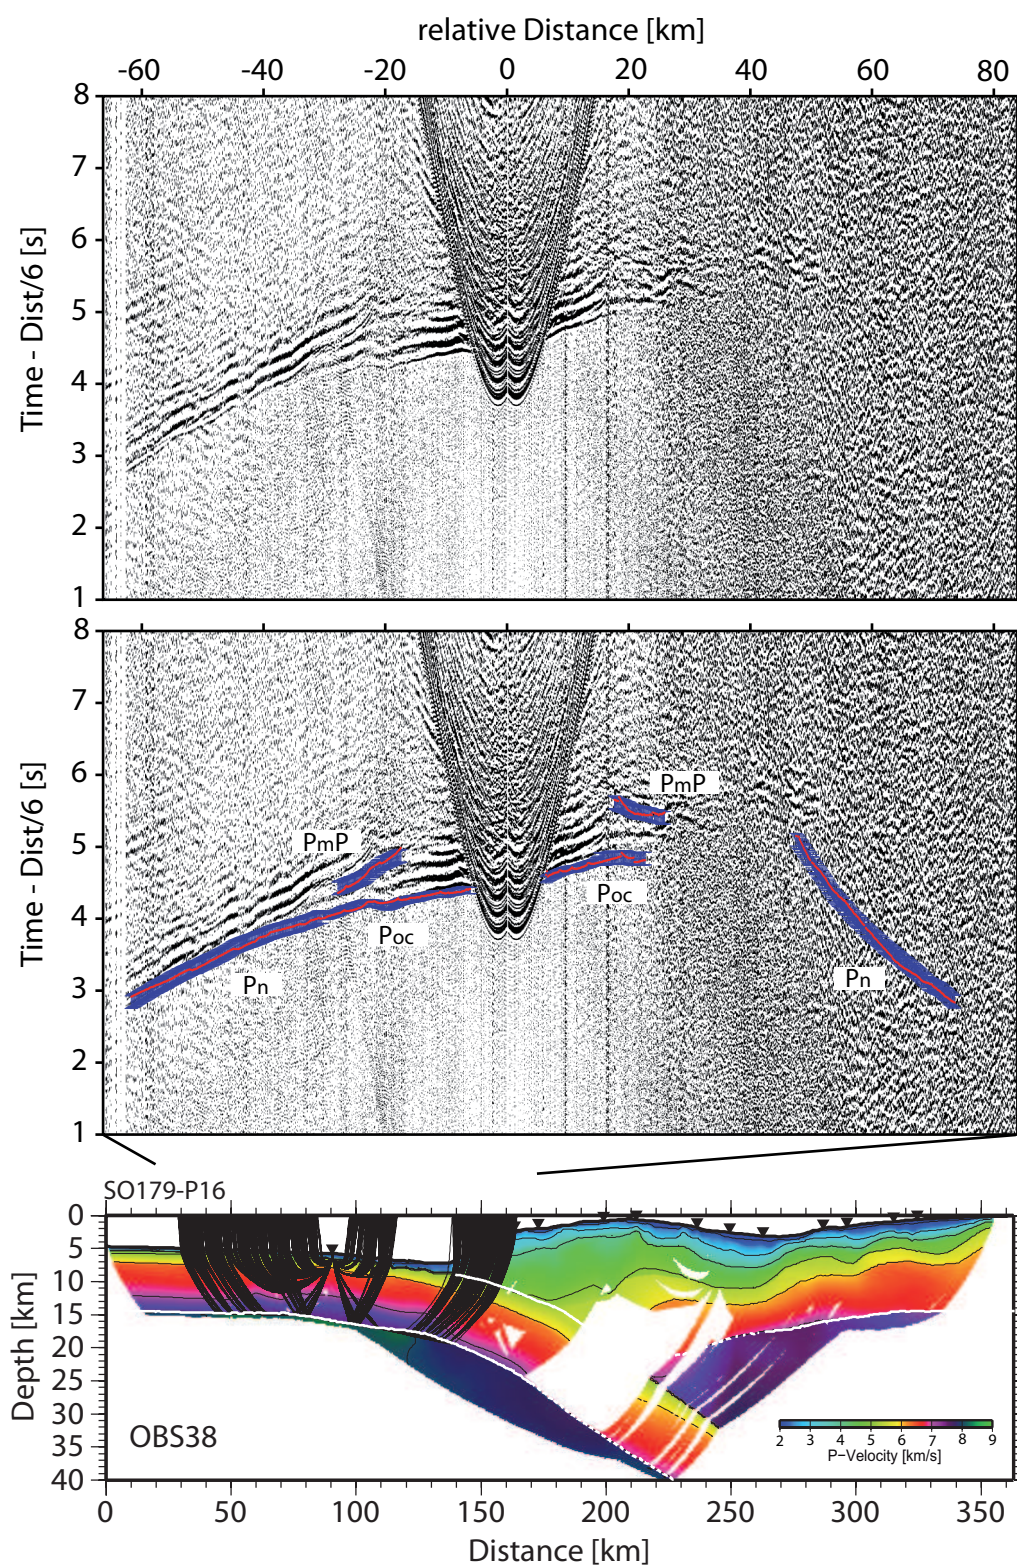 relative Distance [km]
-60 -40 -20 0 20 40 60 80
8
7
6
5
4
3
2
1
Time - Dist/6 [s]
8
7
6
5
4
3
2
1
Time - Dist/6 [s]
PmP
PmP
Poc
Poc
Pn
Pn
SO179-P16
0
5
10
15
20
25
30
35
40
Depth [km]
OBS38
2 3 4 5 6 7 8 9
P-Velocity [km/s]
0 50 100 150 200 250 300 350
Distance [km]